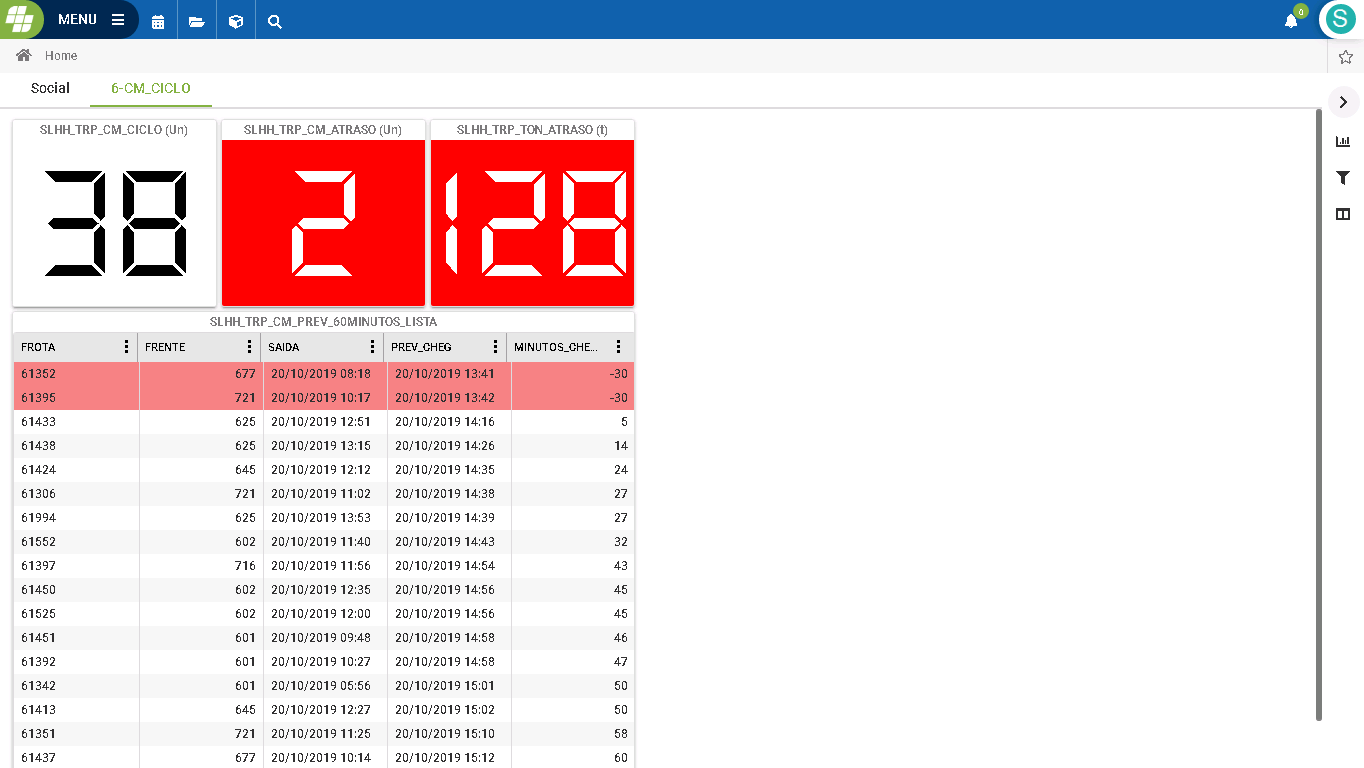 MENU
0
S
Home
Social 6-CM_CICLO
SLHH_TRP_CM_CICLO (Un) SLHH_TRP_CM_ATRASO (Un) SLHH_TRP_TON_ATRASO (t)
38 2 128
SLHH_TRP_CM_PREV_60MINUTOS_LISTA
FROTA FRENTE SAIDA PREV_CHEG MINUTOS_CHE...
61352 677 20/10/2019 08:18 20/10/2019 13:41 -30
61395 721 20/10/2019 10:17 20/10/2019 13:42 -30
61433 625 20/10/2019 12:51 20/10/2019 14:16 5
61438 625 20/10/2019 13:15 20/10/2019 14:26 14
61424 645 20/10/2019 12:12 20/10/2019 14:35 24
61306 721 20/10/2019 11:02 20/10/2019 14:38 27
61994 625 20/10/2019 13:53 20/10/2019 14:39 27
61552 602 20/10/2019 11:40 20/10/2019 14:43 32
61397 716 20/10/2019 11:56 20/10/2019 14:54 43
61450 602 20/10/2019 12:35 20/10/2019 14:56 45
61525 602 20/10/2019 12:00 20/10/2019 14:56 45
61451 601 20/10/2019 09:48 20/10/2019 14:58 46
61392 601 20/10/2019 10:27 20/10/2019 14:58 47
61342 601 20/10/2019 05:56 20/10/2019 15:01 50
61413 645 20/10/2019 12:27 20/10/2019 15:02 50
61351 721 20/10/2019 11:25 20/10/2019 15:10 58
61437 677 20/10/2019 10:14 20/10/2019 15:12 60